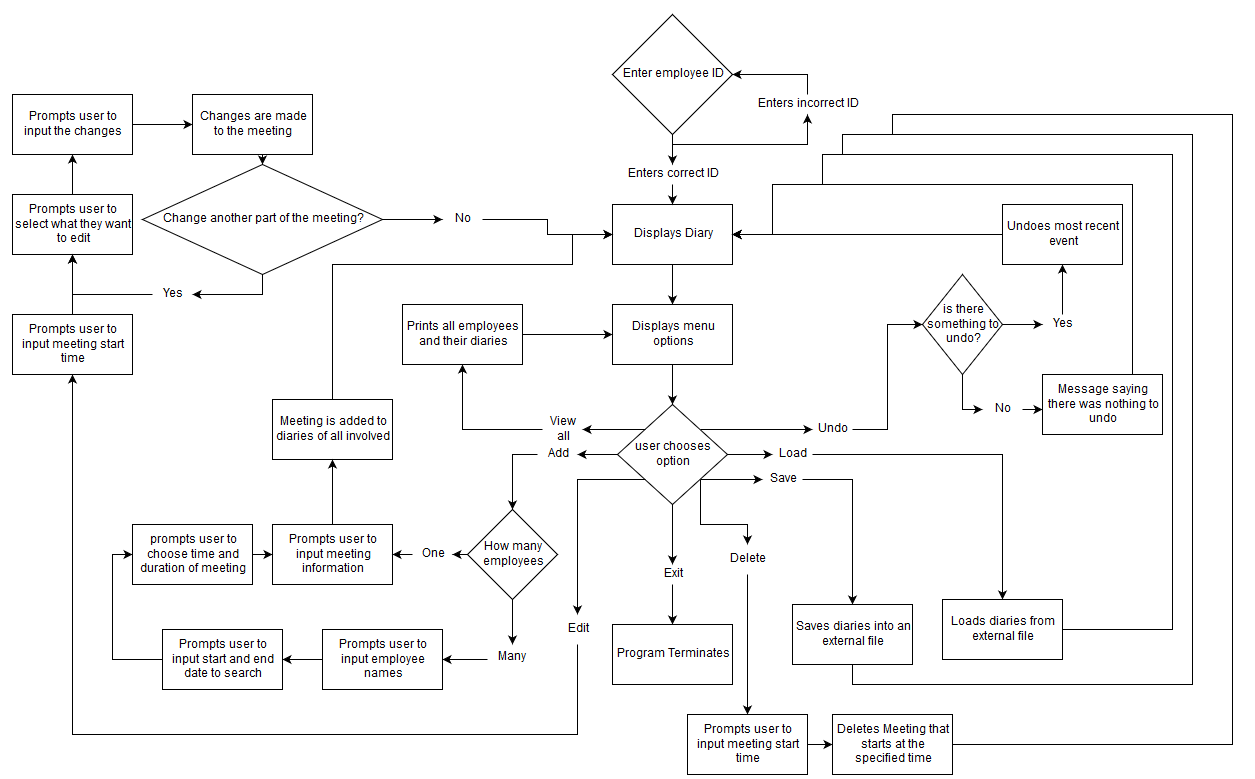 Enter employee ID
Enters incorrect ID
Prompts user to
input the changes
Changes are made
to the meeting
Enters correct ID
Prompts user to
select what they want
to edit
Change another part of the meeting?
No
Displays Diary
Undoes most recent
event
Yes
Prompts user to
input meeting start
time
Prints all employees
and their diaries
Displays menu
options
is there
something to
undo?
Yes
Message saying
there was nothing to
undo
No
Meeting is added to
diaries of all involved
View
all
Add
user chooses
option
Undo
Load
Save
prompts user to
choose time and
duration of meeting
Prompts user to
input meeting
information
One
How many
employees
Exit
Delete
Edit
Many
Prompts user to
input start and end
date to search
Prompts user to
input employee
names
Program Terminates
Saves diaries into an
external file
Loads diaries from
external file
Prompts user to
input meeting start
time
Deletes Meeting that
starts at the
specified time